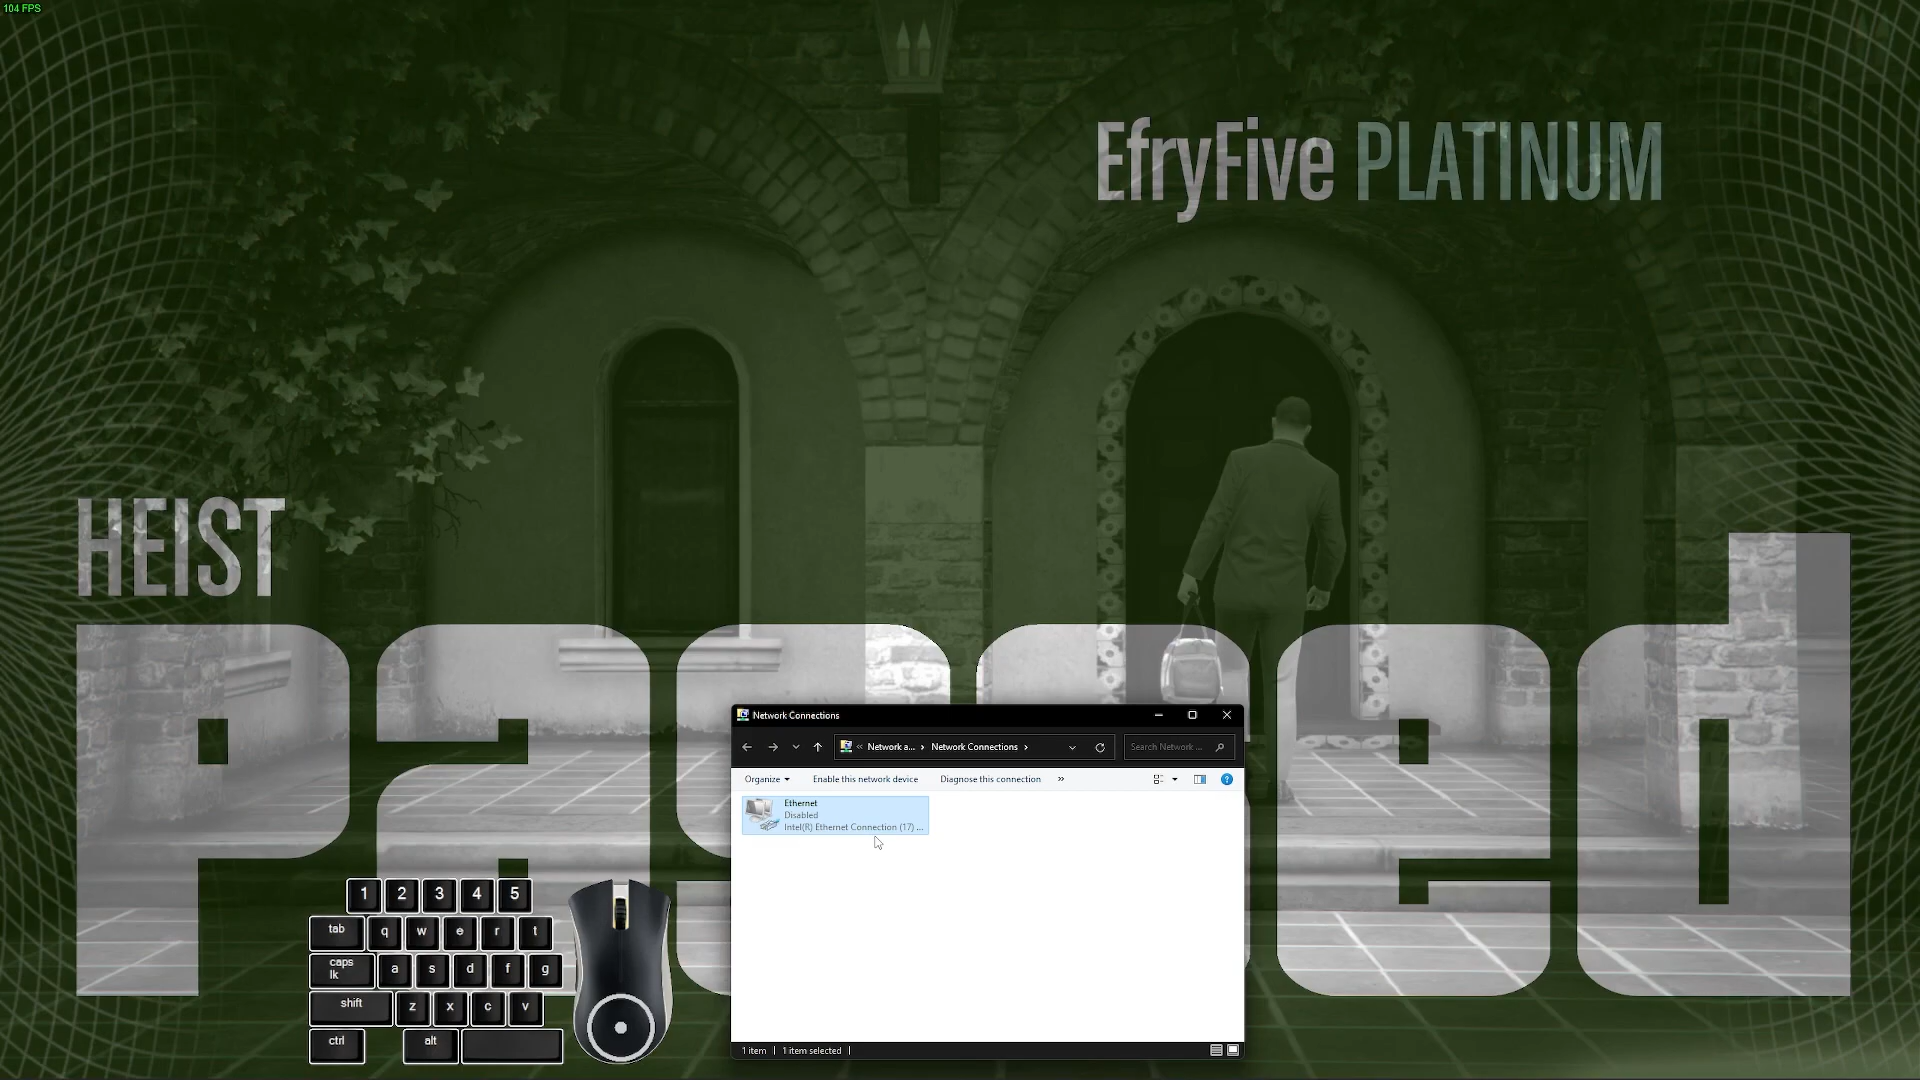 104 FPS
EfryFive PLATINUM
HEIST
passed
Network Connections
« Network a... › Network Connections ›
Search Network ...
Organize
Enable this network device
Diagnose this connection
»
?
Ethernet
Disabled
Intel(R) Ethernet Connection (17) ...
1 item
1 item selected
1 2 3 4 5
tab q w e r t
caps
lk
a s d f g
shift z x c v
ctrl alt